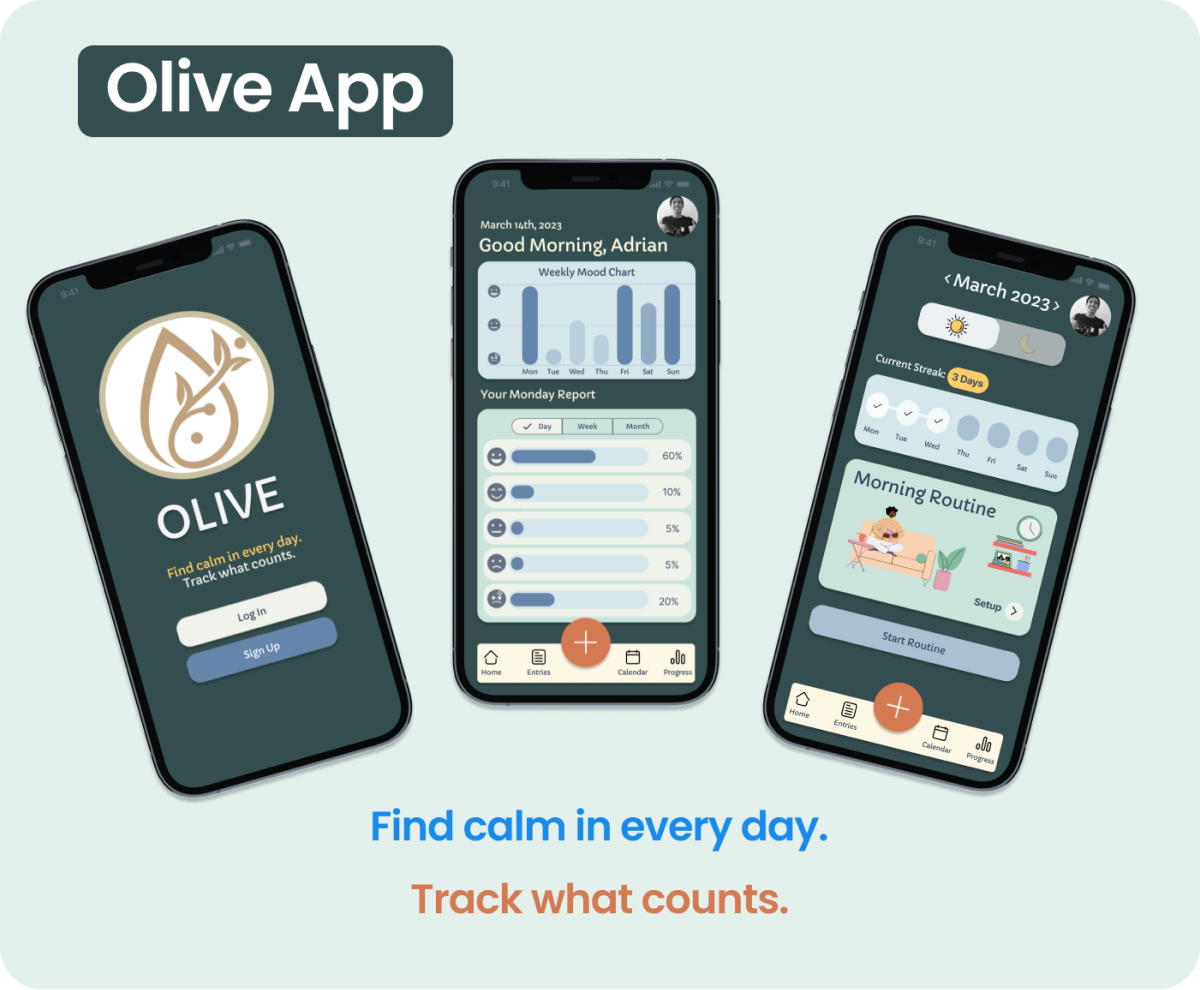 Olive App
9:41
OLIVE
Find calm in every day.
Track what counts.
Log In
Sign Up
9:41
March 14th, 2023
Good Morning, Adrian
Weekly Mood Chart
Mon Tue Wed Thu Fri Sat Sun
Your Monday Report
Day Week Month
60%
10%
5%
5%
20%
Home Entries Calendar Progress
9:41
< March 2023 >
Current Streak: 3 Days
Mon Tue Wed Thu Fri Sat Sun
Morning Routine
Setup
Start Routine
Home Entries Calendar Progress
Find calm in every day.
Track what counts.